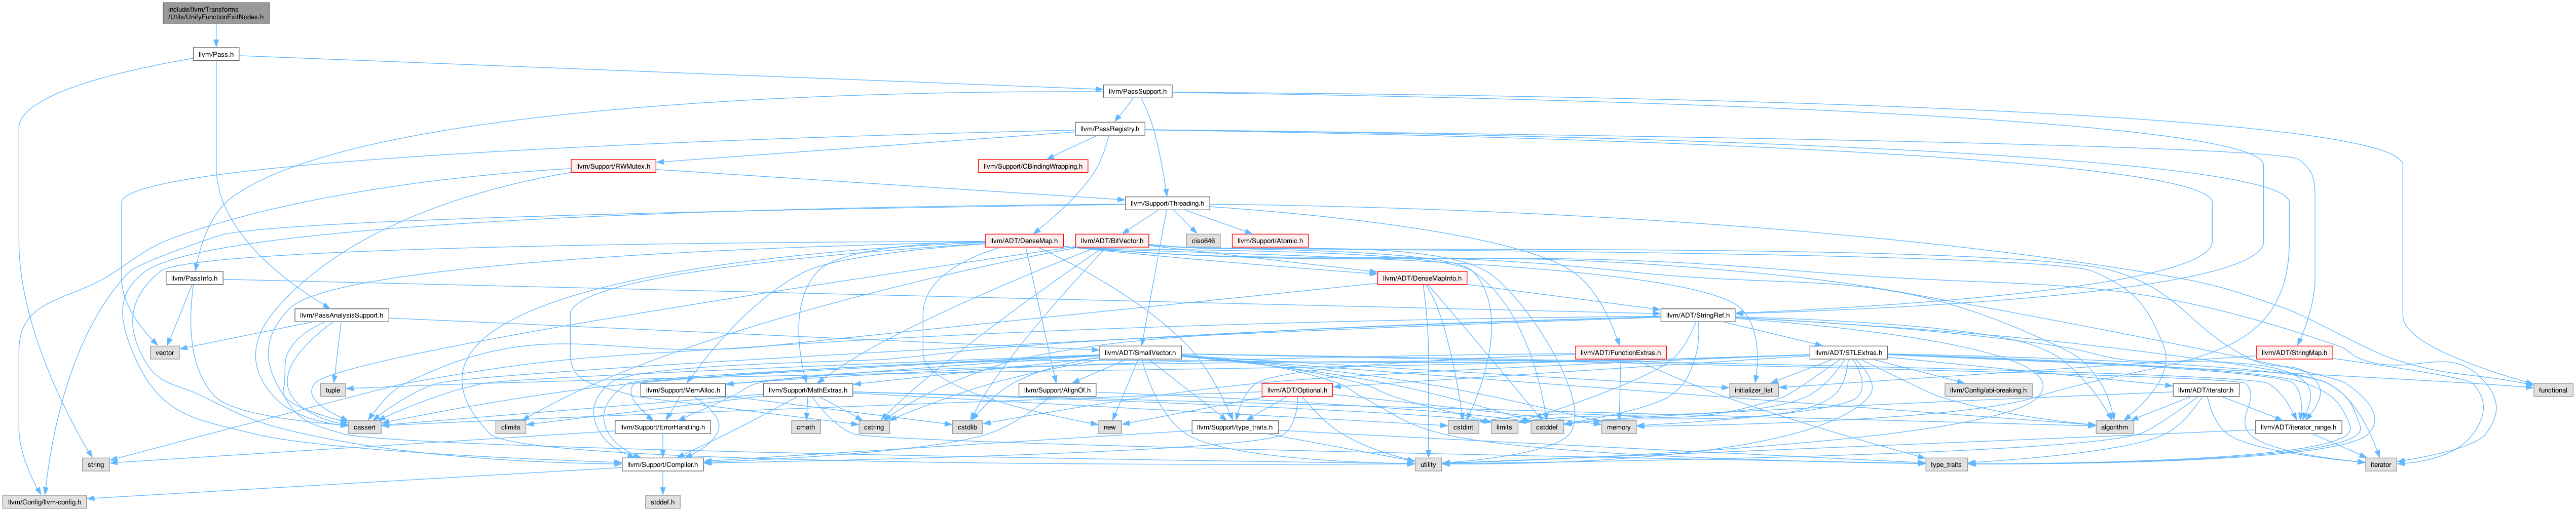 include/llvm/Transforms
/Utils/UnifyFunctionExitNodes.h
llvm/Pass.h
llvm/PassSupport.h
llvm/PassRegistry.h
llvm/Support/RWMutex.h
llvm/Support/CBindingWrapping.h
llvm/Support/Threading.h
llvm/ADT/DenseMap.h
llvm/ADT/BitVector.h
ciso646
llvm/Support/Atomic.h
llvm/PassInfo.h
llvm/ADT/DenseMapInfo.h
llvm/PassAnalysisSupport.h
llvm/ADT/StringRef.h
vector
llvm/ADT/SmallVector.h
llvm/ADT/FunctionExtras.h
llvm/ADT/STLExtras.h
llvm/ADT/StringMap.h
tuple
llvm/Support/MemAlloc.h
llvm/Support/MathExtras.h
llvm/Support/AlignOf.h
llvm/ADT/Optional.h
initializer_list
llvm/Config/abi-breaking.h
llvm/ADT/iterator.h
functional
cassert
llvm/Support/ErrorHandling.h
climits
cmath
cstring
cstdlib
new
llvm/Support/type_traits.h
cstdint
limits
cstddef
memory
algorithm
llvm/ADT/iterator_range.h
string
llvm/Support/Compiler.h
utility
type_traits
iterator
llvm/Config/llvm-config.h
stddef.h